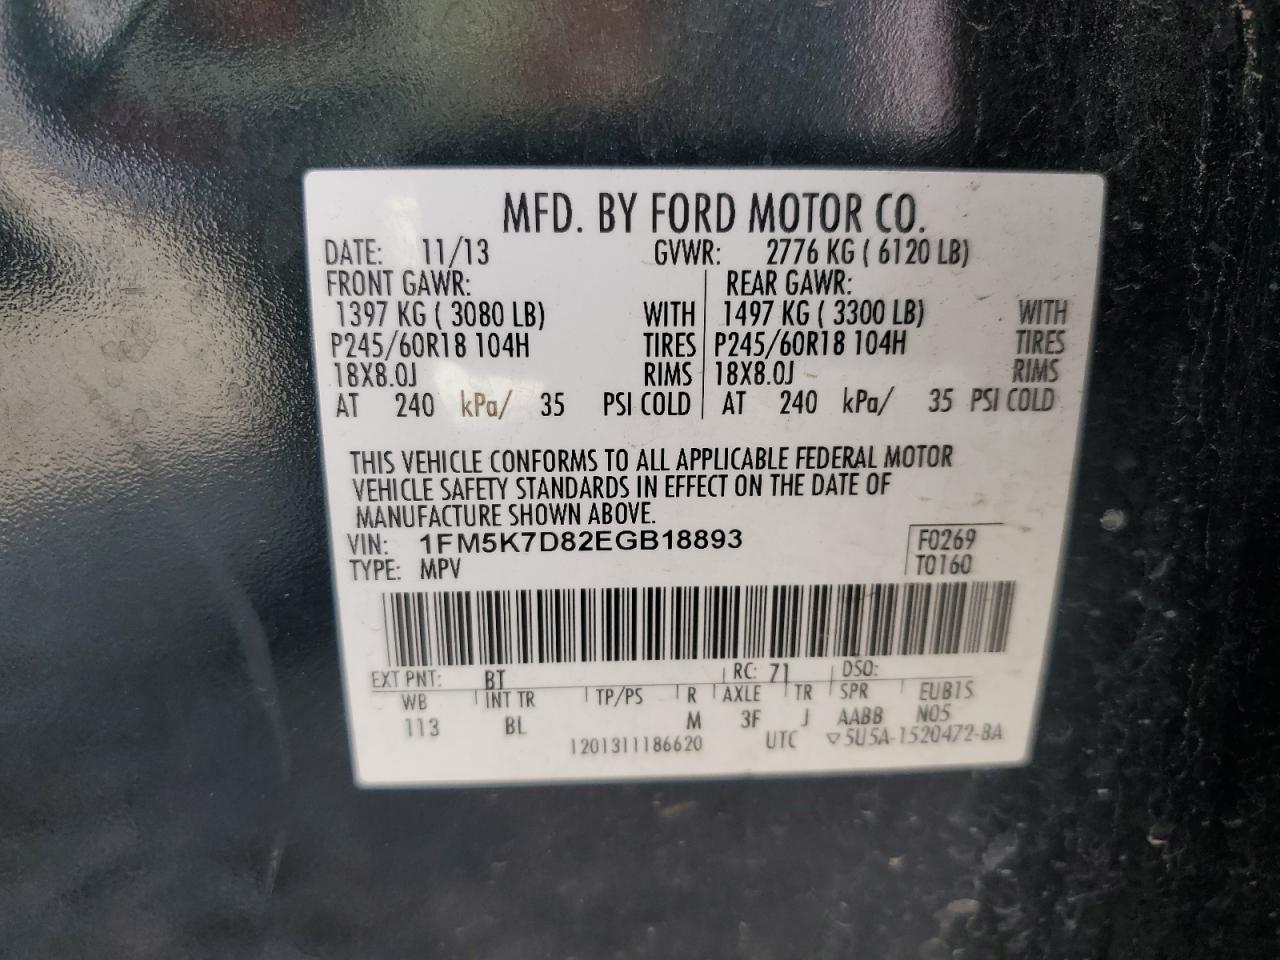 MFD. BY FORD MOTOR CO.
DATE: 11/13 GVWR: 2776 KG ( 6120 LB)
FRONT GAWR: REAR GAWR:
1397 KG ( 3080 LB) WITH 1497 KG ( 3300 LB) WITH
P245/60R18 104H TIRES P245/60R18 104H TIRES
18X8.0J RIMS 18X8.0J RIMS
AT 240 kPa/ 35 PSI COLD AT 240 kPa/ 35 PSI COLD
THIS VEHICLE CONFORMS TO ALL APPLICABLE FEDERAL MOTOR
VEHICLE SAFETY STANDARDS IN EFFECT ON THE DATE OF
MANUFACTURE SHOWN ABOVE.
VIN: 1FM5K7D82EGB18893 F0269
TYPE: MPV T0160
EXT PNT: BT RC: 71 DSO:
WB INT TR TP/PS R AXLE TR SPR EUB1S
113 BL M 3F J AABB N05
1201311186620 UTC ▽5U5A-1520472-BA